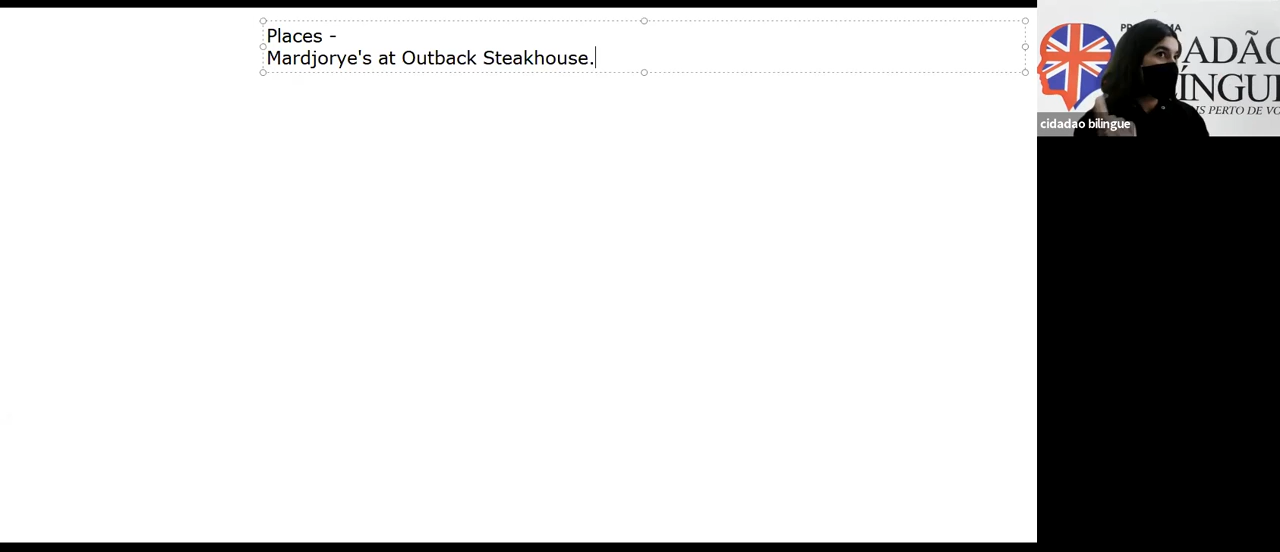 Places -
Mardjorye's at Outback Steakhouse.
cidadao bilingue